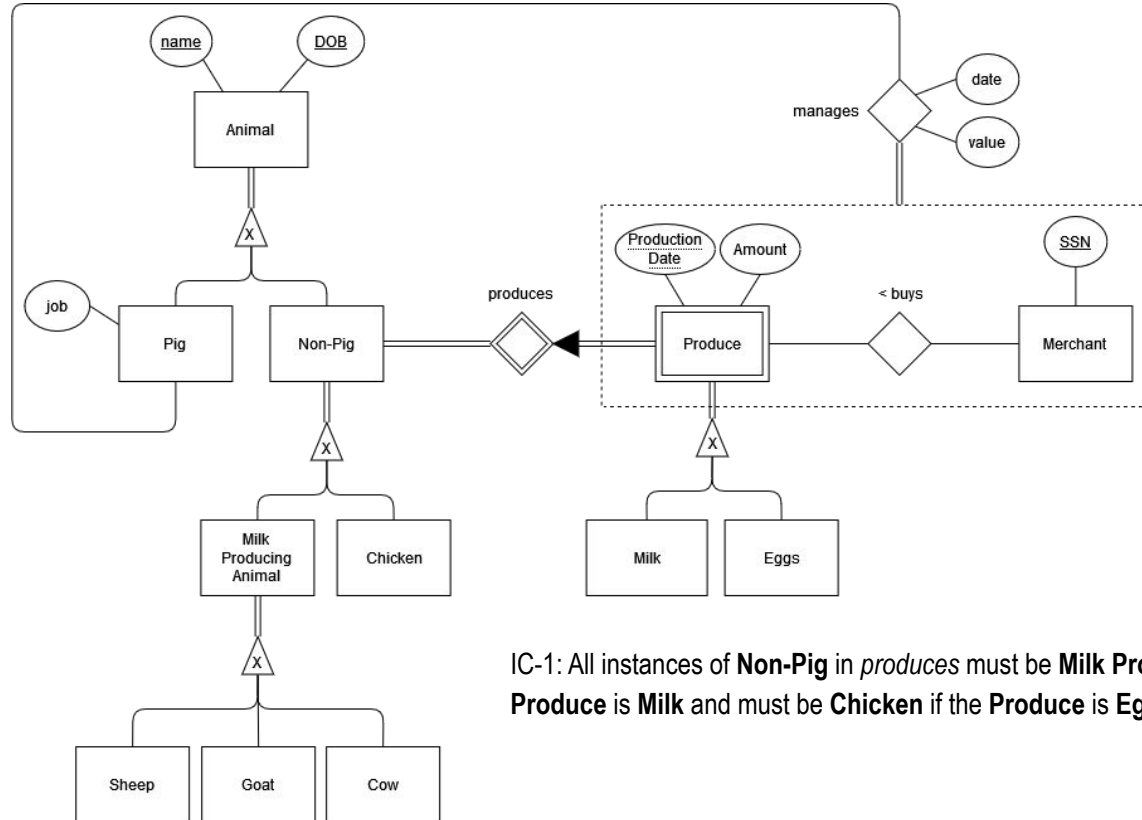 name
DOB
date
manages
Animal
value
X
Production
Date
Amount
SSN
job
produces
< buys
Pig
Non-Pig
Produce
Merchant
X
X
Milk
Producing
Animal
Chicken
Milk
Eggs
X
IC-1: All instances of Non-Pig in produces must be Milk Pro
Produce is Milk and must be Chicken if the Produce is Eg
Sheep
Goat
Cow